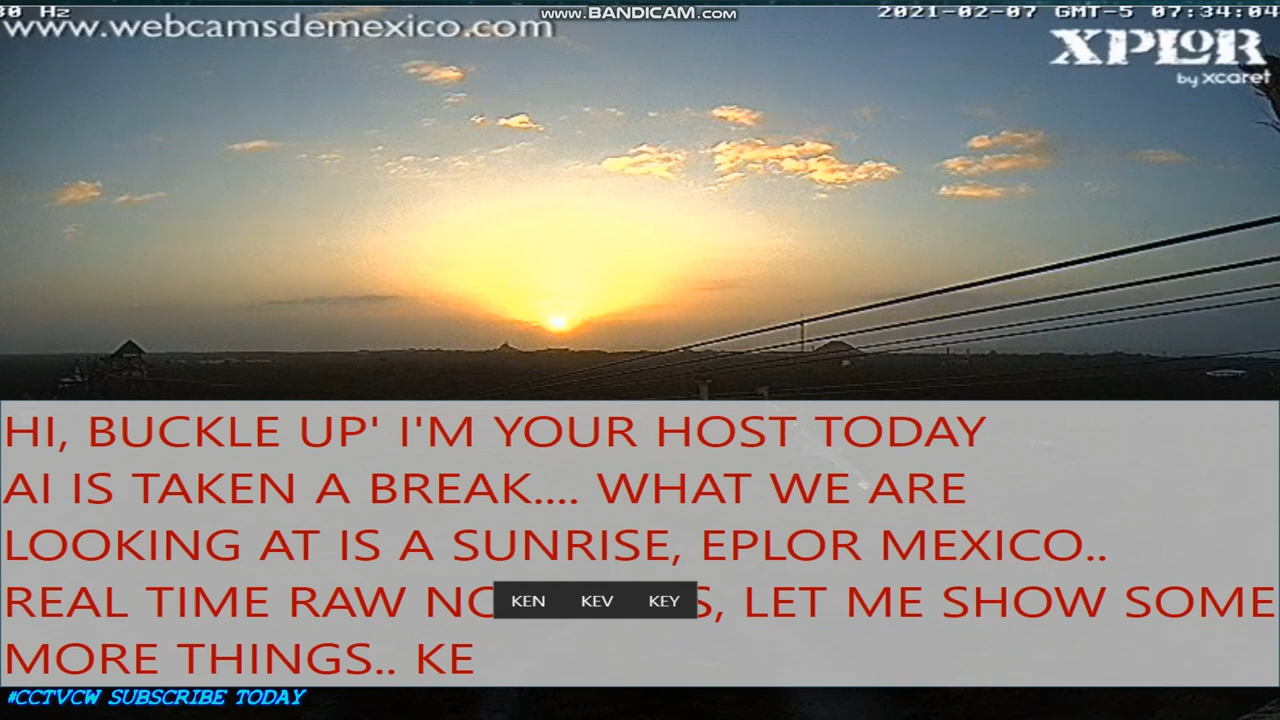 30 Hz
www.BANDICAM.com
2021-02-07 GMT-5 07:34:04
www.webcamsdemexico.com
XPLOR
by xcaret
HI, BUCKLE UP' I'M YOUR HOST TODAY
AI IS TAKEN A BREAK.... WHAT WE ARE
LOOKING AT IS A SUNRISE, EPLOR MEXICO..
REAL TIME RAW LET ME SHOW SOME
KEN KEV KEY
MORE THINGS.. KE
#CCTVCW SUBSCRIBE TODAY